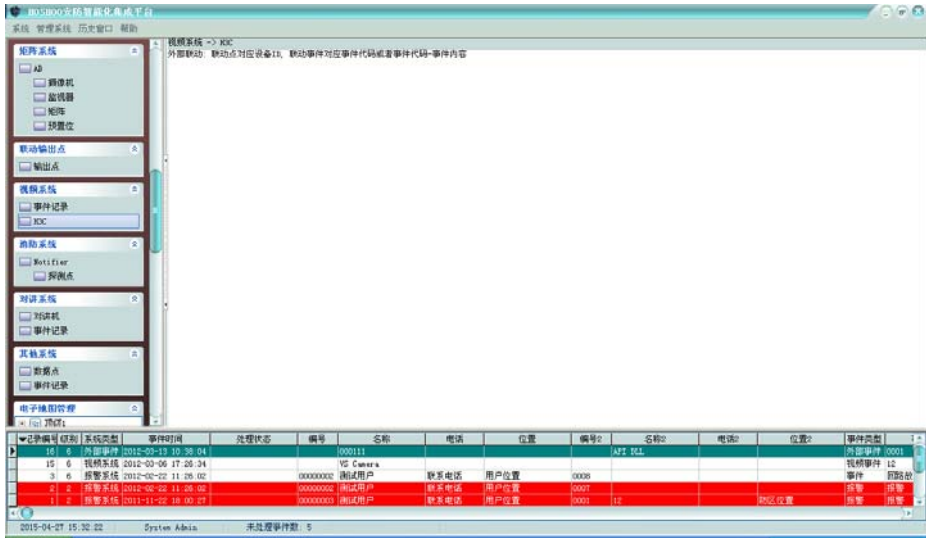 HOSHOO安防智能化集成平台
系统 管理系统 历史窗口 帮助
矩阵系统
AD
摄像机
监视器
矩阵
预置位
联动输出点
输出点
视频系统
事件记录
消防系统
Notifier
探测点
对讲系统
对讲机
事件记录
其他系统
数据点
事件记录
电子地图管理
顶层1
外部联动: 联动点对应设备ID, 联动事件对应事件代码或者事件代码-事件内容
记录编号 级别 系统类型 事件时间 处理状态 编号 名称 电话 位置 编号2 名称2 电话2 位置2 事件类型
16 6 外部事件 2012-03-13 10:38:04 000111 API DLL 外部事件 0001
15 6 视频系统 2012-03-06 17:26:34 VS Camera 视频事件 12
3 6 报警系统 2012-02-22 11:26:02 00000002 测试用户 联系电话 用户位置 0008 事件
2 2 报警系统 2012-02-22 11:26:02 00000002 测试用户 联系电话 用户位置 0007 报警 报警
1 2 报警系统 2011-11-22 18:00:27 00000003 测试用户 联系电话 用户位置 0001 12 防区位置 报警 报警
2015-04-27 15:32:22 System Admin 未处理事件数: 5